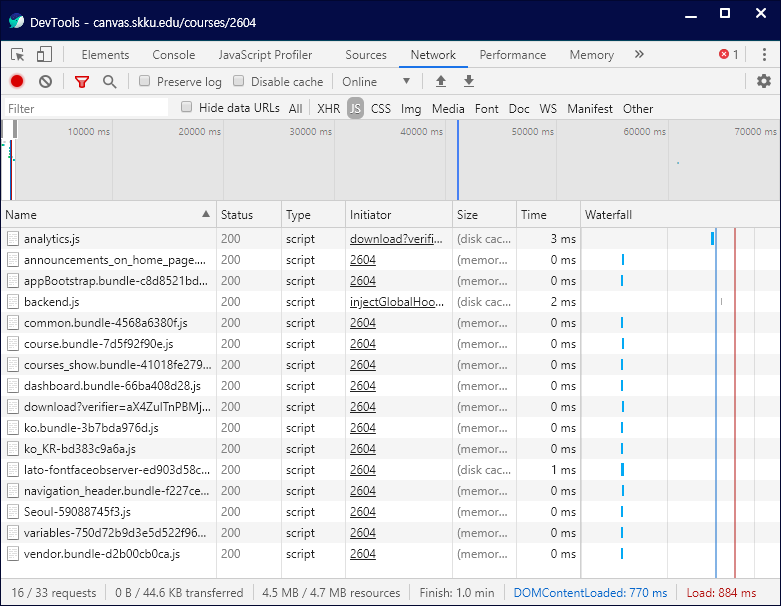 DevTools - canvas.skku.edu/courses/2604
Elements Console JavaScript Profiler Sources Network Performance Memory » 1
Preserve log Disable cache Online
Filter Hide data URLs All XHR JS CSS Img Media Font Doc WS Manifest Other
10000 ms 20000 ms 30000 ms 40000 ms 50000 ms 60000 ms 70000 ms
Name Status Type Initiator Size Time Waterfall
analytics.js 200 script download?verifi... (disk cac... 3 ms
announcements_on_home_page.... 200 script 2604 (memor... 0 ms
appBootstrap.bundle-c8d8521bd... 200 script 2604 (memor... 0 ms
backend.js 200 script injectGlobalHoo... (disk cac... 2 ms
common.bundle-4568a6380f.js 200 script 2604 (memor... 0 ms
course.bundle-7d5f92f90e.js 200 script 2604 (memor... 0 ms
courses_show.bundle-41018fe279... 200 script 2604 (memor... 0 ms
dashboard.bundle-66ba408d28.js 200 script 2604 (memor... 0 ms
download?verifier=aX4ZulTnPBMj... 200 script 2604 (memor... 0 ms
ko.bundle-3b7bda976d.js 200 script 2604 (memor... 0 ms
ko_KR-bd383c9a6a.js 200 script 2604 (memor... 0 ms
lato-fontfaceobserver-ed903d58c... 200 script 2604 (disk cac... 1 ms
navigation_header.bundle-f227ce... 200 script 2604 (memor... 0 ms
Seoul-59088745f3.js 200 script 2604 (memor... 0 ms
variables-750d72b9d3e5d522f96... 200 script 2604 (memor... 0 ms
vendor.bundle-d2b00cb0ca.js 200 script 2604 (memor... 0 ms
16 / 33 requests 0 B / 44.6 KB transferred 4.5 MB / 4.7 MB resources Finish: 1.0 min DOMContentLoaded: 770 ms Load: 884 ms